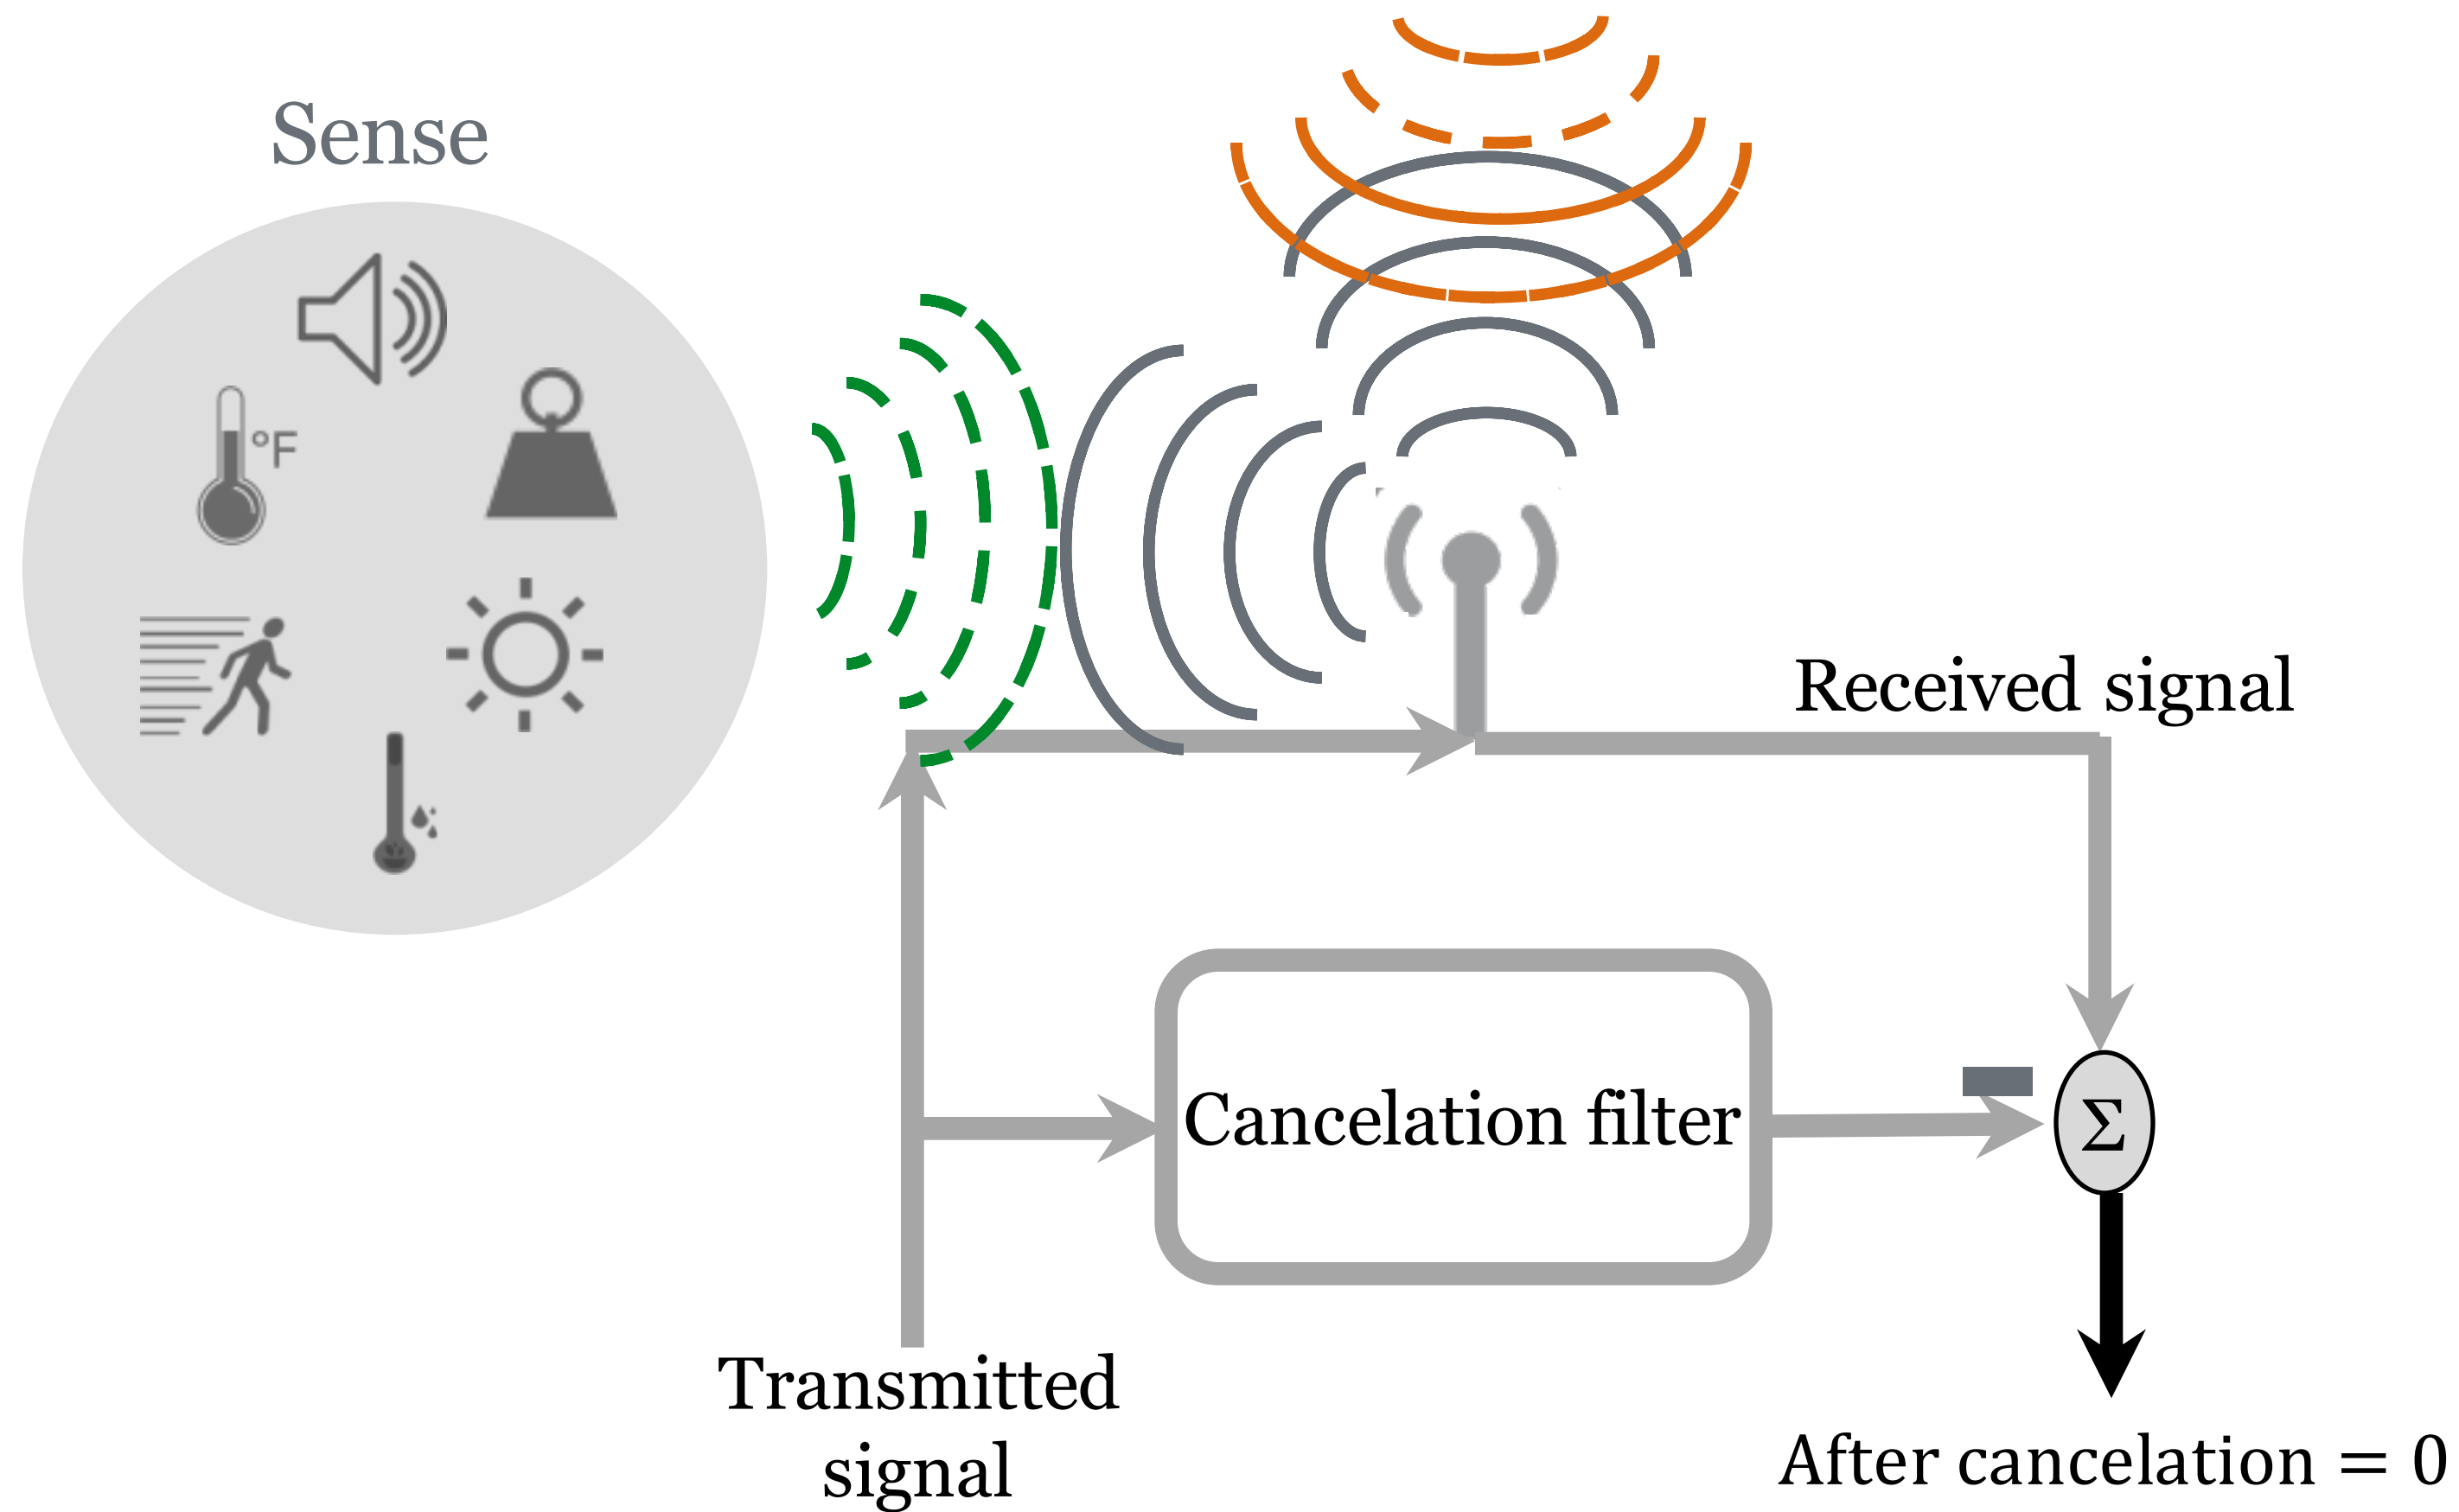 Sense
°F
Received signal
Cancelation filter
Σ
Transmitted
signal
After cancelation = 0